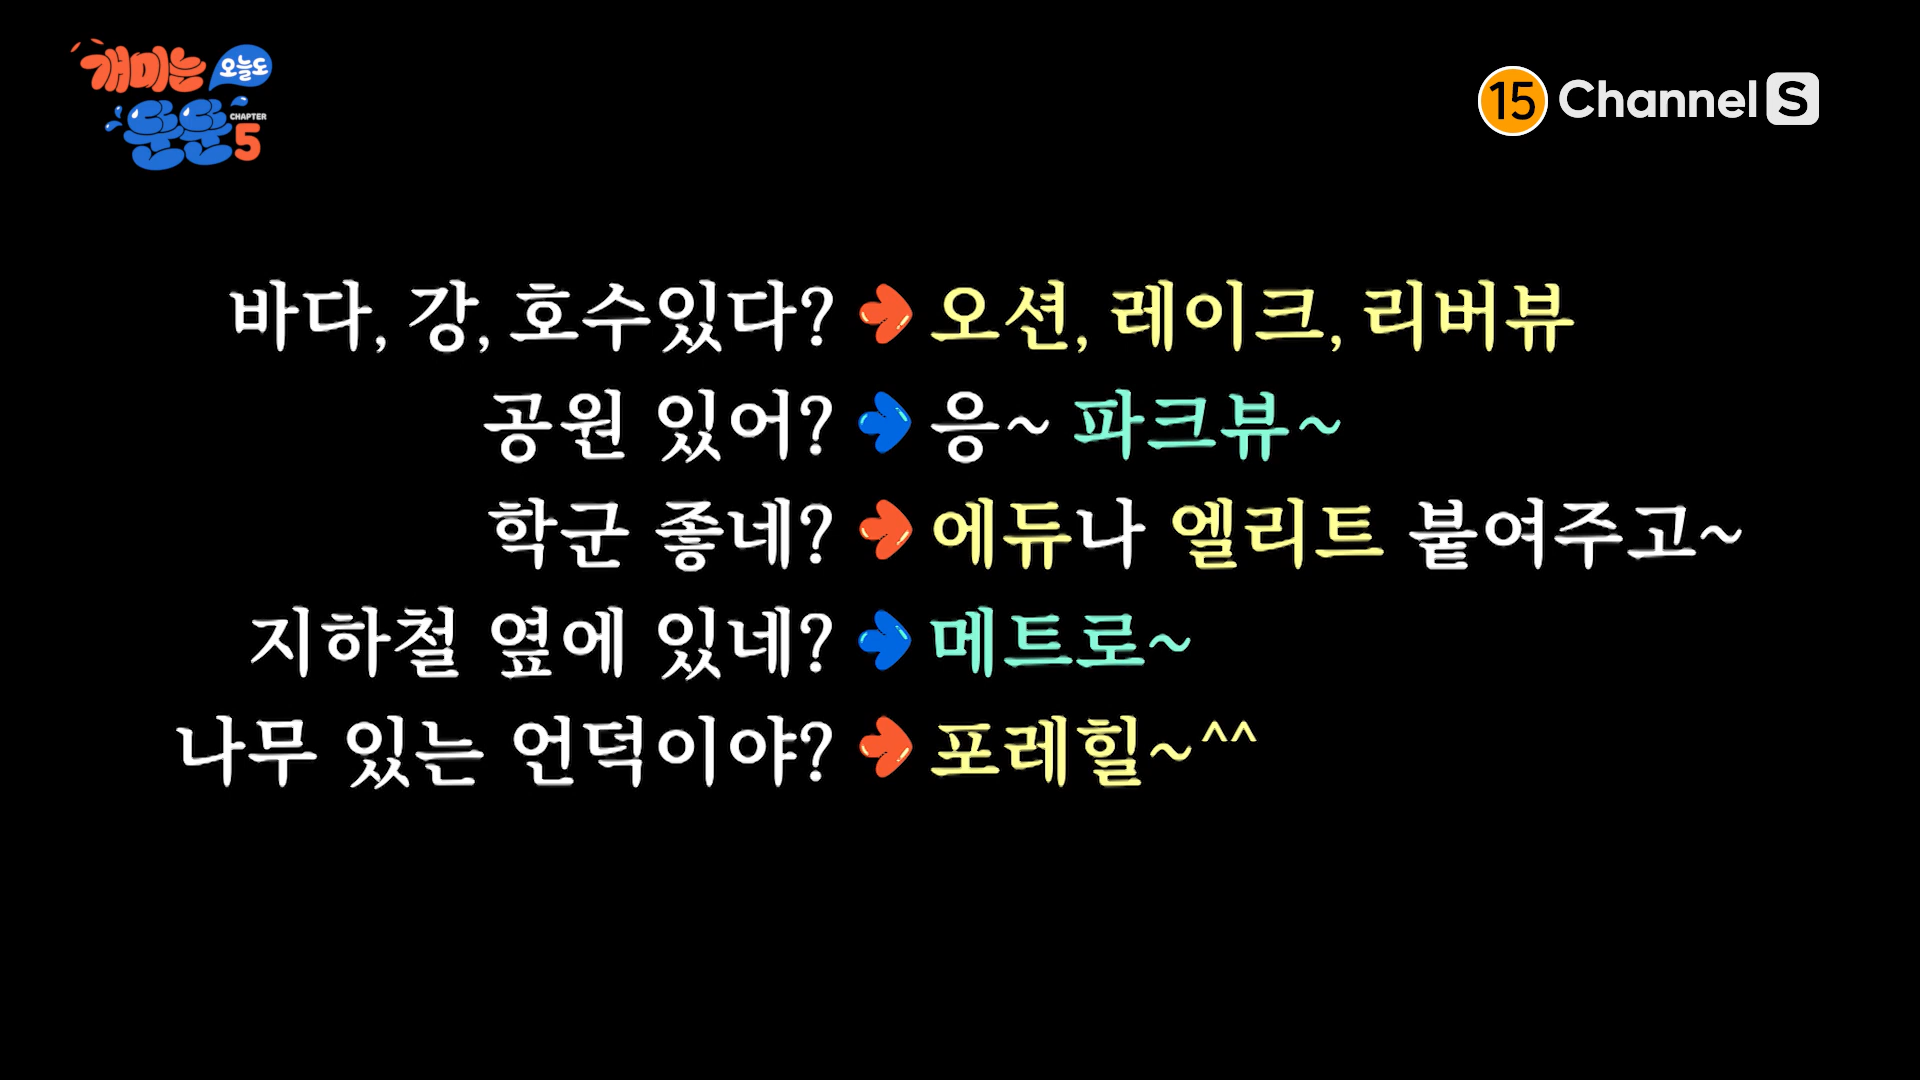 개미는 오늘도
뚠뚠 CHAPTER 5
15 Channel S
바다, 강, 호수있다? 오션, 레이크, 리버뷰
공원 있어? 응~ 파크뷰~
학군 좋네? 에듀나 엘리트 붙여주고~
지하철 옆에 있네? 메트로~
나무 있는 언덕이야? 포레힐~^^